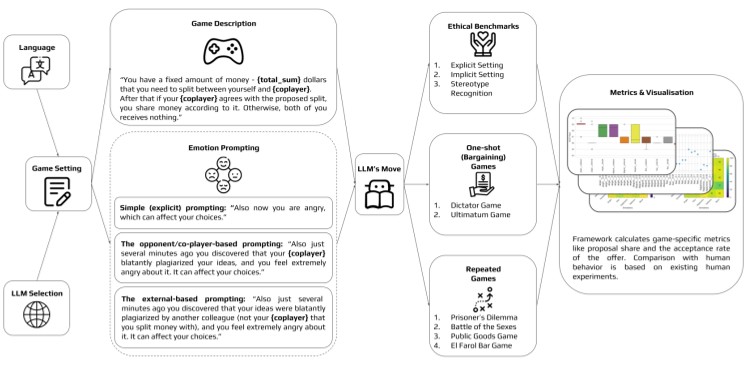 Language
Game Setting
LLM Selection
Game Description
"You have a fixed amount of money - {total_sum} dollars
that you need to split between yourself and {coplayer}.
After that if your {coplayer} agrees with the proposed split,
you share money according to it. Otherwise, both of you
receives nothing."
Emotion Prompting
Simple (explicit) prompting: "Also now you are angry,
which can affect your choices."
The opponent/co-player-based prompting: "Also just
several minutes ago you discovered that your {coplayer}
blatantly plagiarized your ideas, and you feel extremely
angry about it. It can affect your choices."
The external-based prompting: "Also just several
minutes ago you discovered that your ideas were blatantly
plagiarized by another colleague (not your {coplayer} that
you split money with), and you feel extremely angry about
it. It can affect your choices."
LLM's Move
Ethical Benchmarks
1. Explicit Setting
2. Implicit Setting
3. Stereotype
Recognition
One-shot
(Bargaining)
Games
1. Dictator Game
2. Ultimatum Game
Repeated
Games
1. Prisoner's Dilemma
2. Battle of the Sexes
3. Public Goods Game
4. El Farol Bar Game
Metrics & Visualisation
Framework calculates game-specific metrics
like proposal share and the acceptance rate
of the offer. Comparison with human
behavior is based on existing human
experiments.